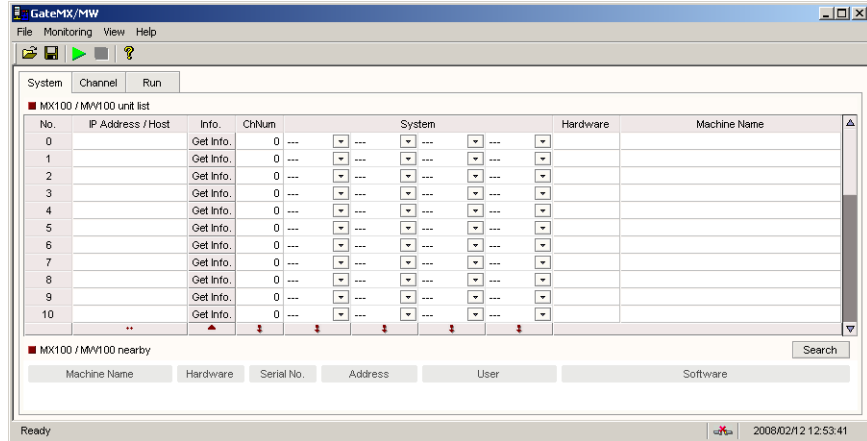 GateMX/MW
File Monitoring View Help
System Channel Run
MX100 / MW100 unit list
No. IP Address / Host Info. ChNum System Hardware Machine Name
0 Get Info. 0 --- --- --- ---
1 Get Info. 0 --- --- --- ---
2 Get Info. 0 --- --- --- ---
3 Get Info. 0 --- --- --- ---
4 Get Info. 0 --- --- --- ---
5 Get Info. 0 --- --- --- ---
6 Get Info. 0 --- --- --- ---
7 Get Info. 0 --- --- --- ---
8 Get Info. 0 --- --- --- ---
9 Get Info. 0 --- --- --- ---
10 Get Info. 0 --- --- --- ---
MX100 / MW100 nearby Search
Machine Name Hardware Serial No. Address User Software
Ready 2008/02/12 12:53:41